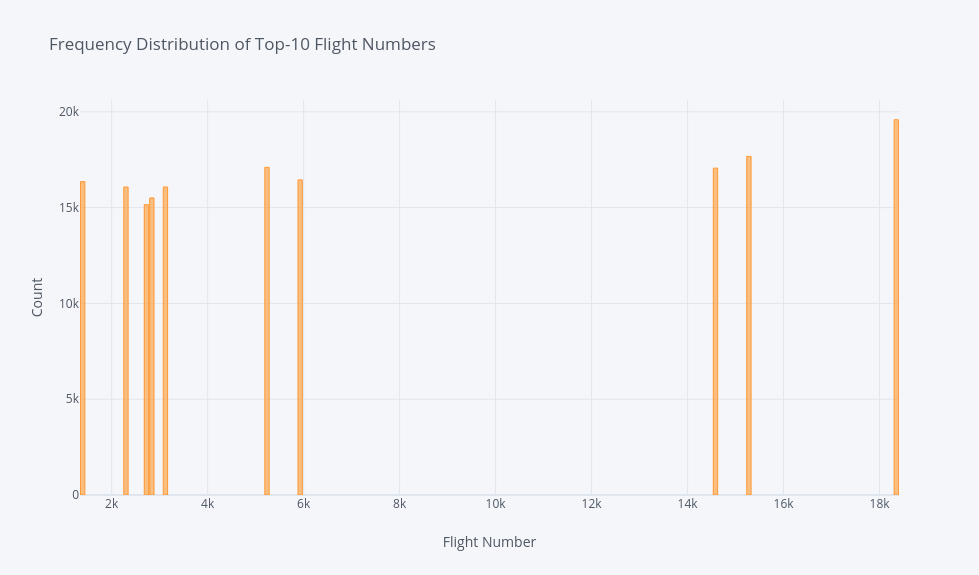 Frequency Distribution of Top-10 Flight Numbers
20k
15k
10k
5k
0
2k 4k 6k 8k 10k 12k 14k 16k 18k
Count
Flight Number